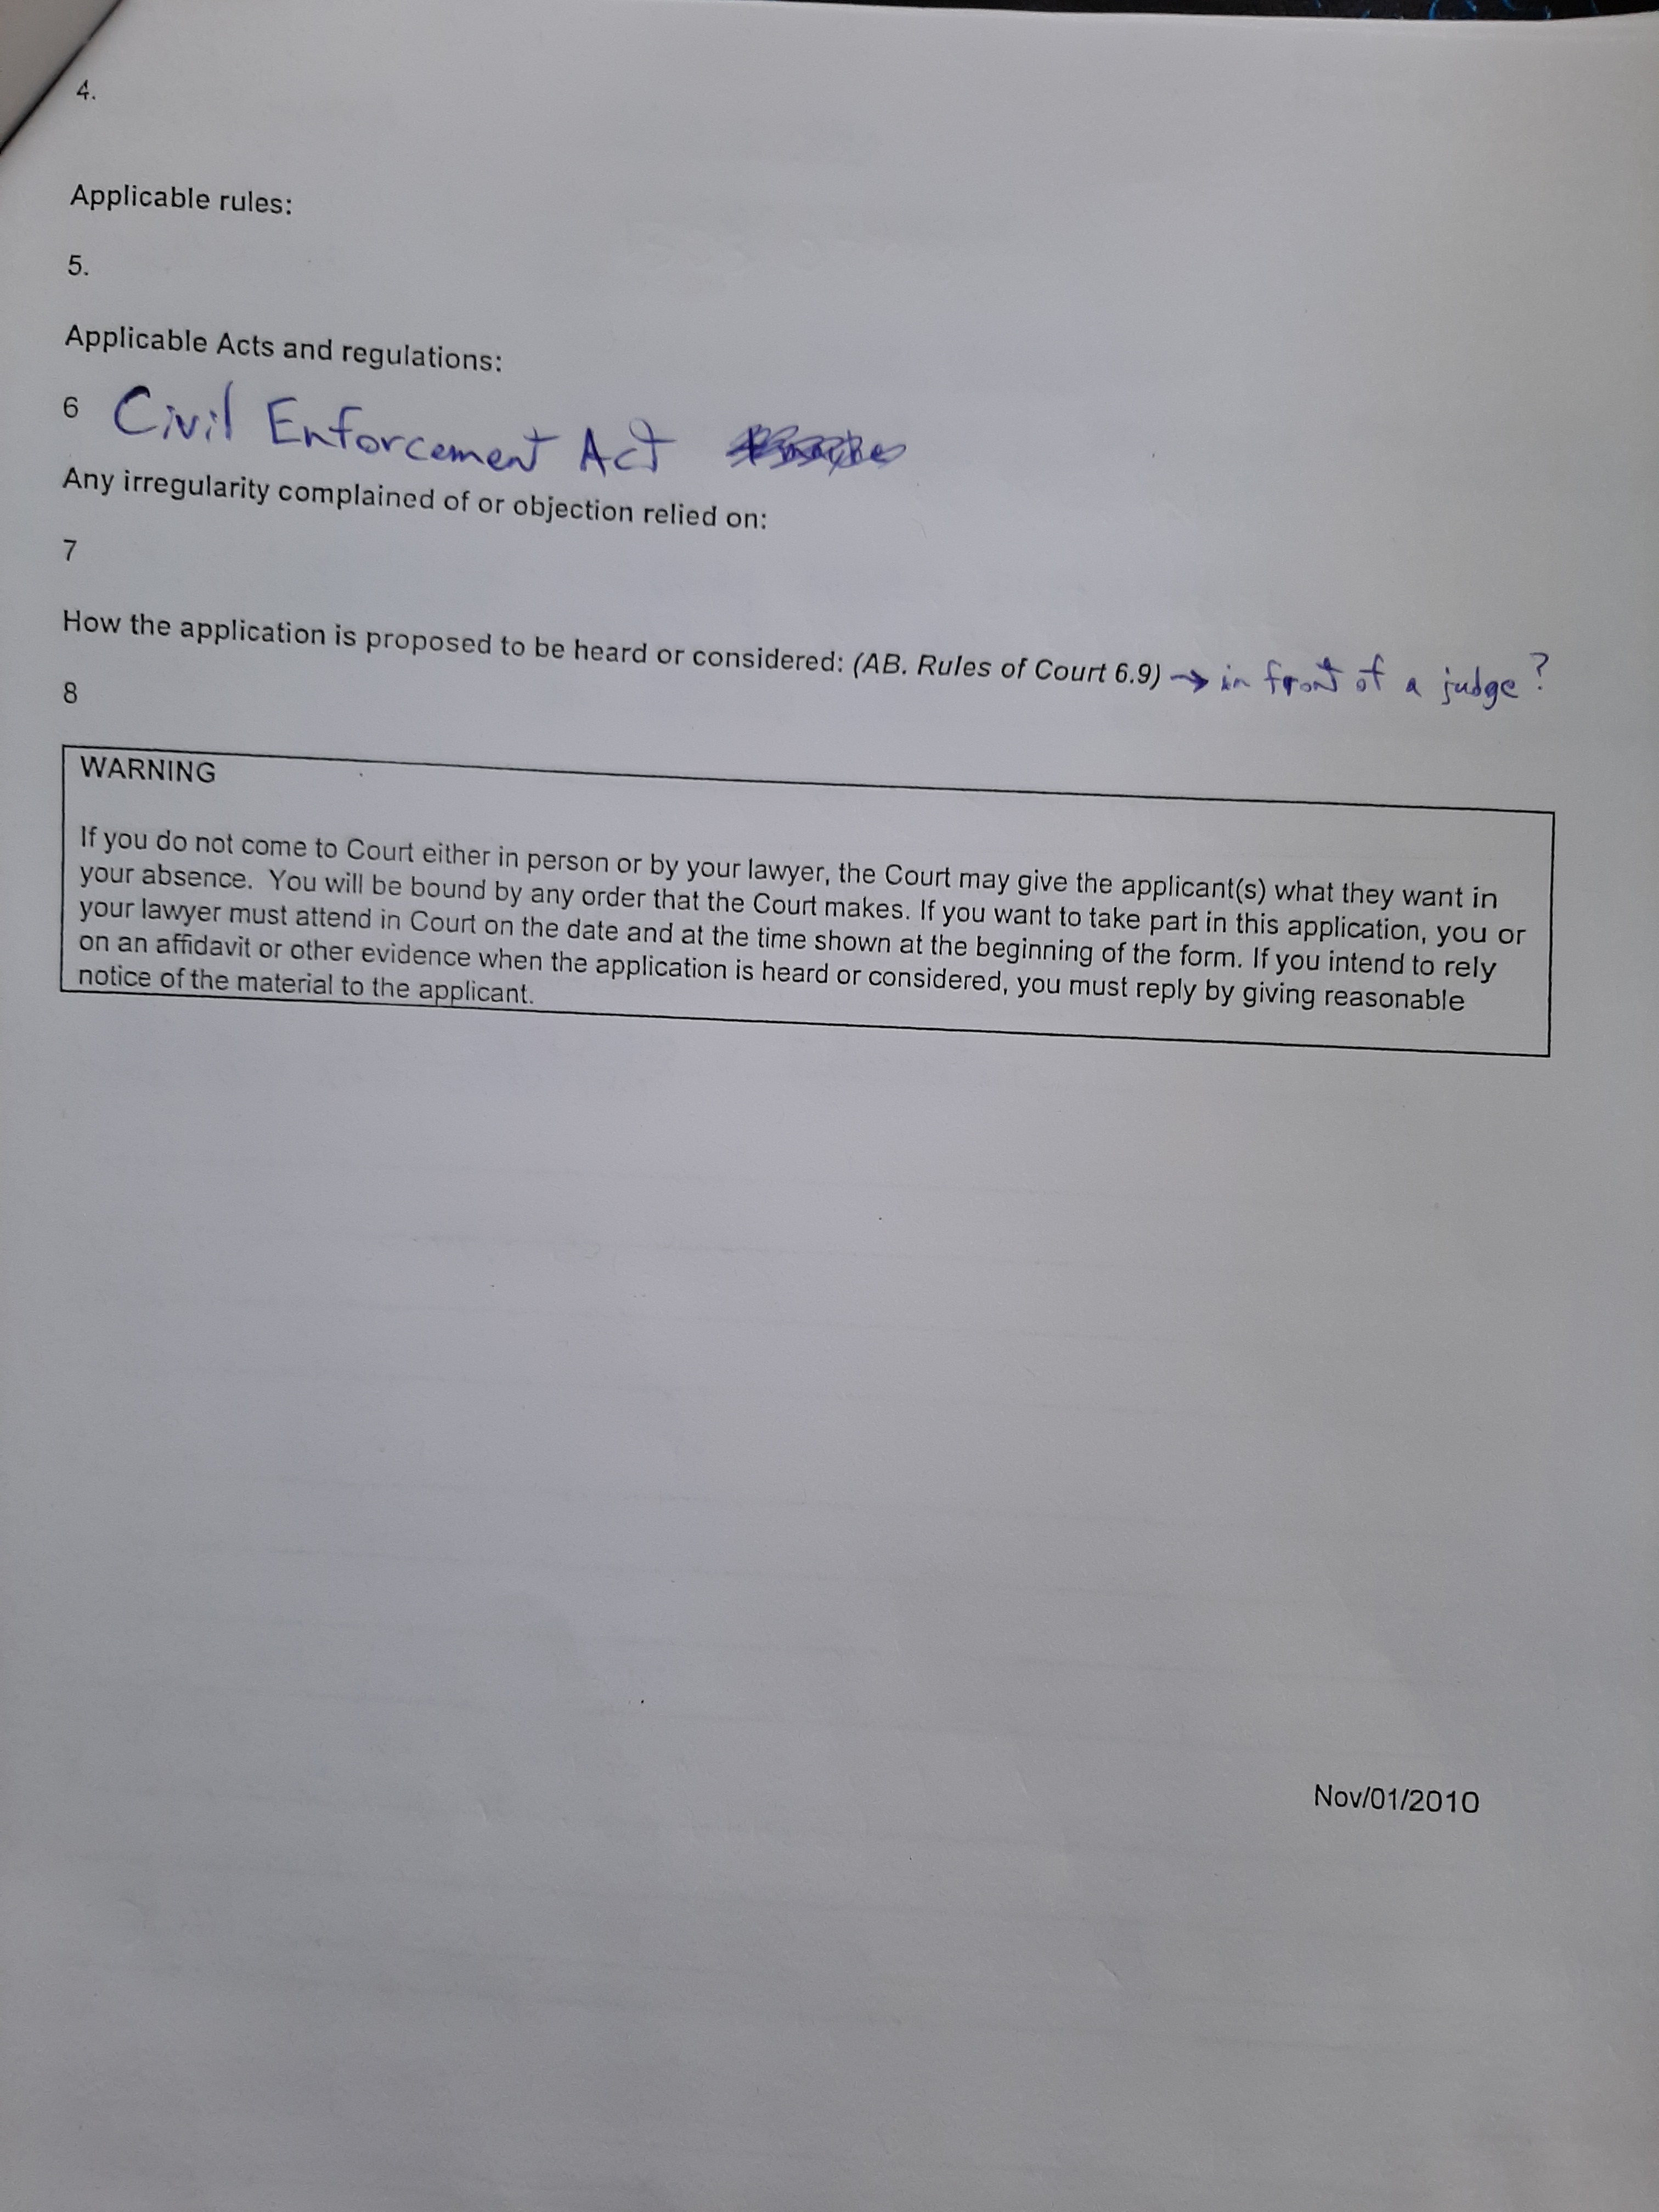 4.
Applicable rules:
5.
Applicable Acts and regulations:
6 Civil Enforcement Act
Any irregularity complained of or objection relied on:
7
How the application is proposed to be heard or considered: (AB. Rules of Court 6.9) → in front of a judge?
8
WARNING
If you do not come to Court either in person or by your lawyer, the Court may give the applicant(s) what they want in
your absence. You will be bound by any order that the Court makes. If you want to take part in this application, you or
your lawyer must attend in Court on the date and at the time shown at the beginning of the form. If you intend to rely
on an affidavit or other evidence when the application is heard or considered, you must reply by giving reasonable
notice of the material to the applicant.
Nov/01/2010